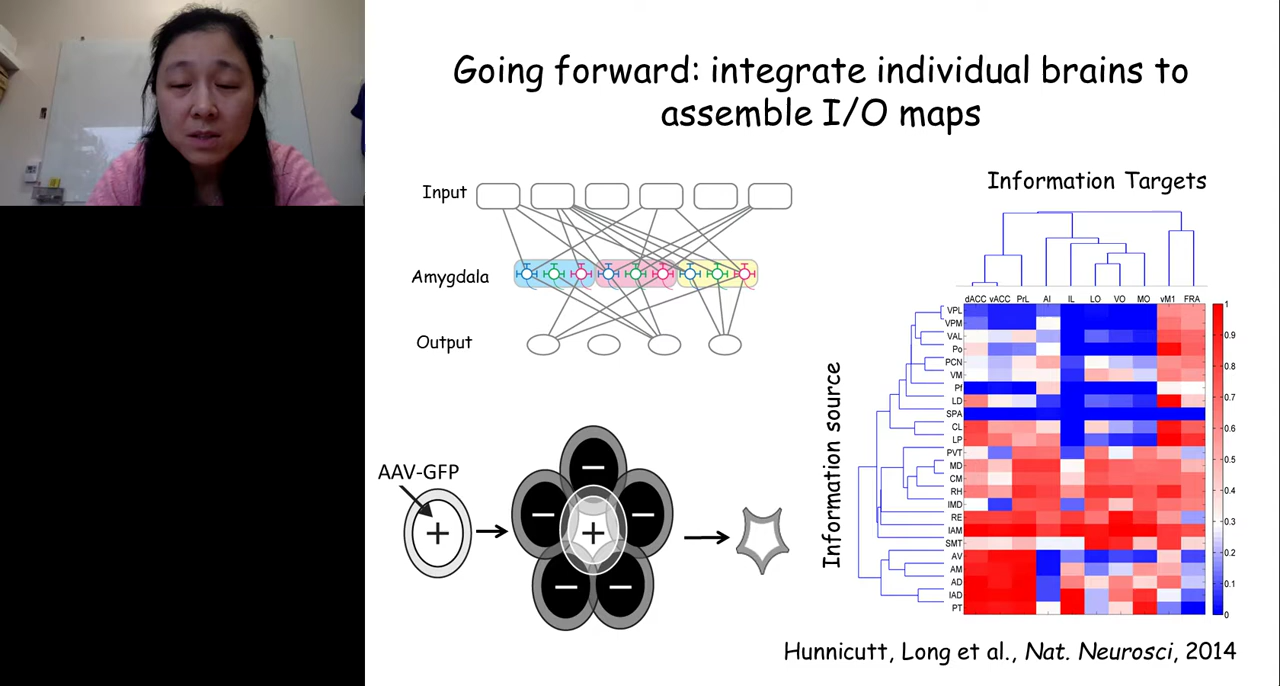 Going forward: integrate individual brains to
assemble I/O maps
Input
Amygdala
Output
AAV-GFP
+
+
−
−
−
−
−
Information Targets
dACC vACC PrL AI IL LO VO MO vM1 FRA
Information source
VPL
VPM
VAL
Po
PCN
VM
Pf
LD
SPA
CL
LP
PVT
MD
CM
RH
IMD
RE
IAM
SMT
AV
AM
AD
IAD
PT
1
0.9
0.8
0.7
0.6
0.5
0.4
0.3
0.2
0.1
0
Hunnicutt, Long et al., Nat. Neurosci, 2014